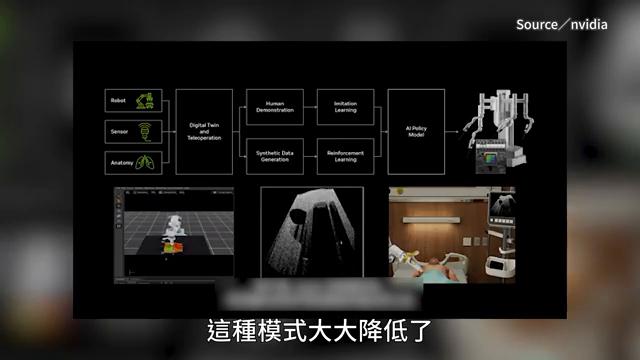 Source／nvidia
Robot
Sensor
Anatomy
Digital Twin
and
Teleoperation
Human
Demonstration
Imitation
Learning
Synthetic Data
Generation
Reinforcement
Learning
AI Policy
Model
這種模式大大降低了